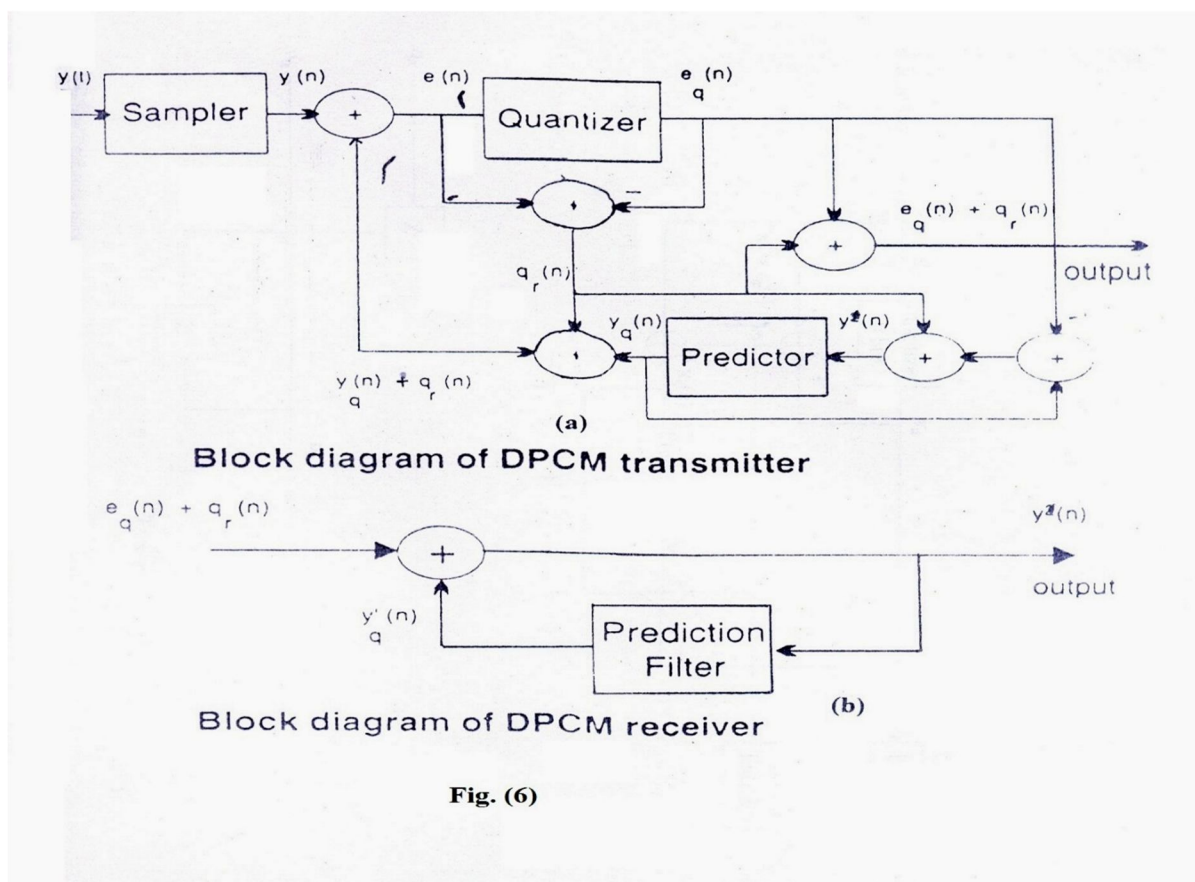 y(t)
Sampler
y(n)
+
e(n)
Quantizer
e q (n)
+
−
+
e q (n) + q r (n)
output
q r (n)
y q (n)
Predictor
(n)
+
+
+
y q (n) + q r (n)
(a)
Block diagram of DPCM transmitter
e q (n) + q r (n)
+
(n)
output
y' q (n)
Prediction
Filter
(b)
Block diagram of DPCM receiver
Fig. (6)